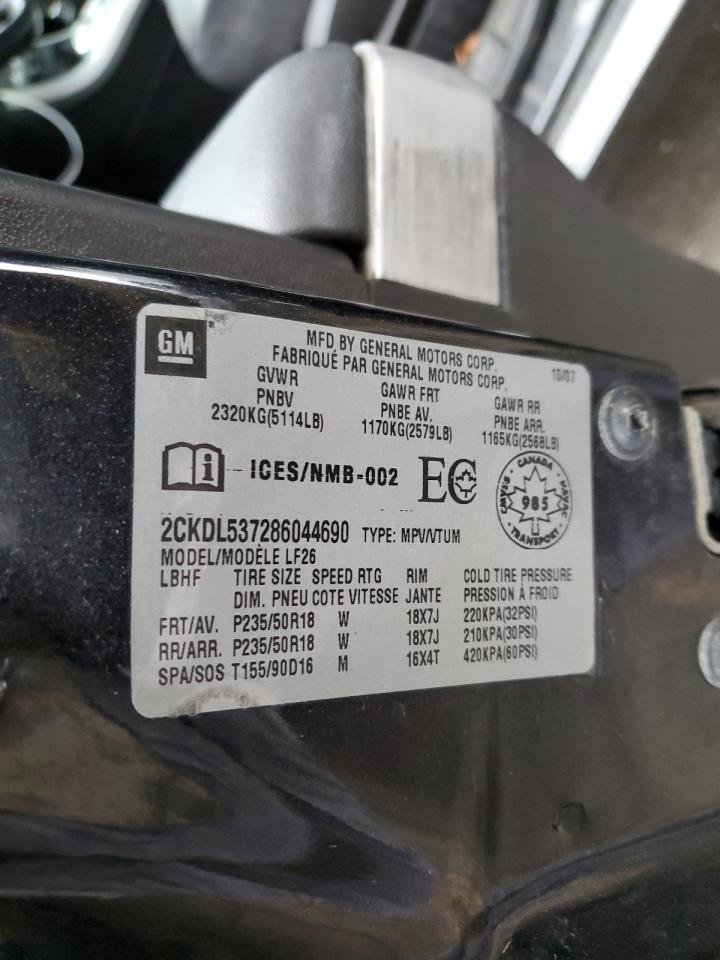 GM
MFD BY GENERAL MOTORS CORP.
FABRIQUÉ PAR GENERAL MOTORS CORP.
10/07
GVWR GAWR FRT GAWR RR
PNBV PNBE AV. PNBE ARR.
2320KG(5114LB) 1170KG(2579LB) 1165KG(2568LB)
i -- ICES/NMB-002 EC
CANADA
985
TRANSPORT
2CKDL537286044690 TYPE: MPV/VTUM
MODEL/MODÈLE LF26
LBHF TIRE SIZE SPEED RTG RIM COLD TIRE PRESSURE
DIM. PNEU COTE VITESSE JANTE PRESSION À FROID
FRT/AV. P235/50R18 W 18X7J 220KPA(32PSI)
RR/ARR. P235/50R18 W 18X7J 210KPA(30PSI)
SPA/SOS T155/90D16 M 16X4T 420KPA(60PSI)